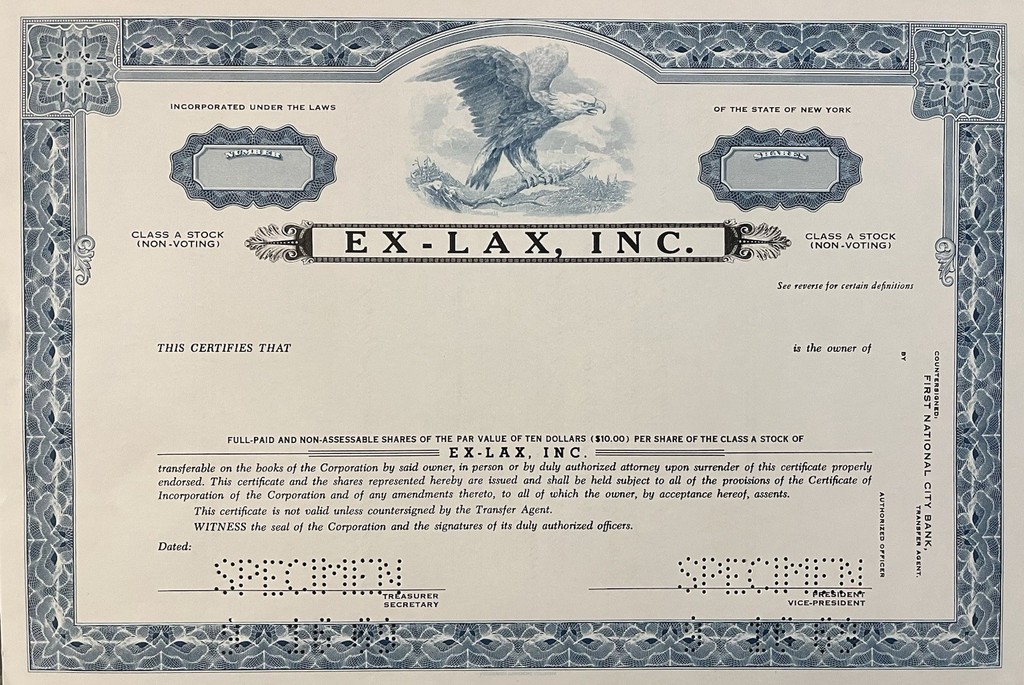 INCORPORATED UNDER THE LAWS
OF THE STATE OF NEW YORK
NUMBER
SHARES
CLASS A STOCK
(NON-VOTING)
EX-LAX, INC.
CLASS A STOCK
(NON-VOTING)
See reverse for certain definitions
THIS CERTIFIES THAT
is the owner of
FULL-PAID AND NON-ASSESSABLE SHARES OF THE PAR VALUE OF TEN DOLLARS ($10.00) PER SHARE OF THE CLASS A STOCK OF
EX-LAX, INC.
transferable on the books of the Corporation by said owner, in person or by duly authorized attorney upon surrender of this certificate properly
endorsed. This certificate and the shares represented hereby are issued and shall be held subject to all of the provisions of the Certificate of
Incorporation of the Corporation and of any amendments thereto, to all of which the owner, by acceptance hereof, assents.
This certificate is not valid unless countersigned by the Transfer Agent.
WITNESS the seal of the Corporation and the signatures of its duly authorized officers.
Dated:
SPECIMEN
TREASURER
SECRETARY
SPECIMEN
PRESIDENT
VICE-PRESIDENT
COUNTERSIGNED:
FIRST NATIONAL CITY BANK,
TRANSFER AGENT.
BY
AUTHORIZED OFFICER